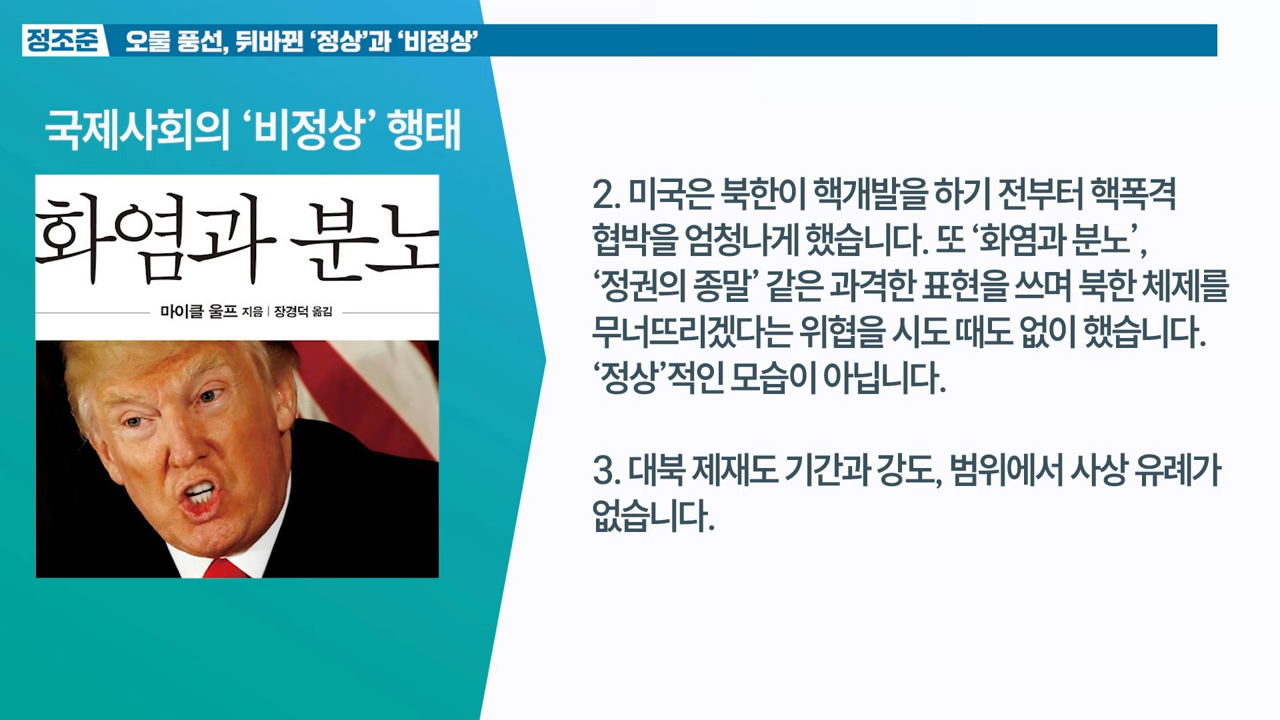 정조준 오물 풍선, 뒤바뀐 ‘정상’과 ‘비정상’
국제사회의 ‘비정상’ 행태
화염과 분노
마이클 울프 지음 | 장경덕 옮김
2. 미국은 북한이 핵개발을 하기 전부터 핵폭격
협박을 엄청나게 했습니다. 또 ‘화염과 분노’,
‘정권의 종말’ 같은 과격한 표현을 쓰며 북한 체제를
무너뜨리겠다는 위협을 시도 때도 없이 했습니다.
‘정상’적인 모습이 아닙니다.
3. 대북 제재도 기간과 강도, 범위에서 사상 유례가
없습니다.